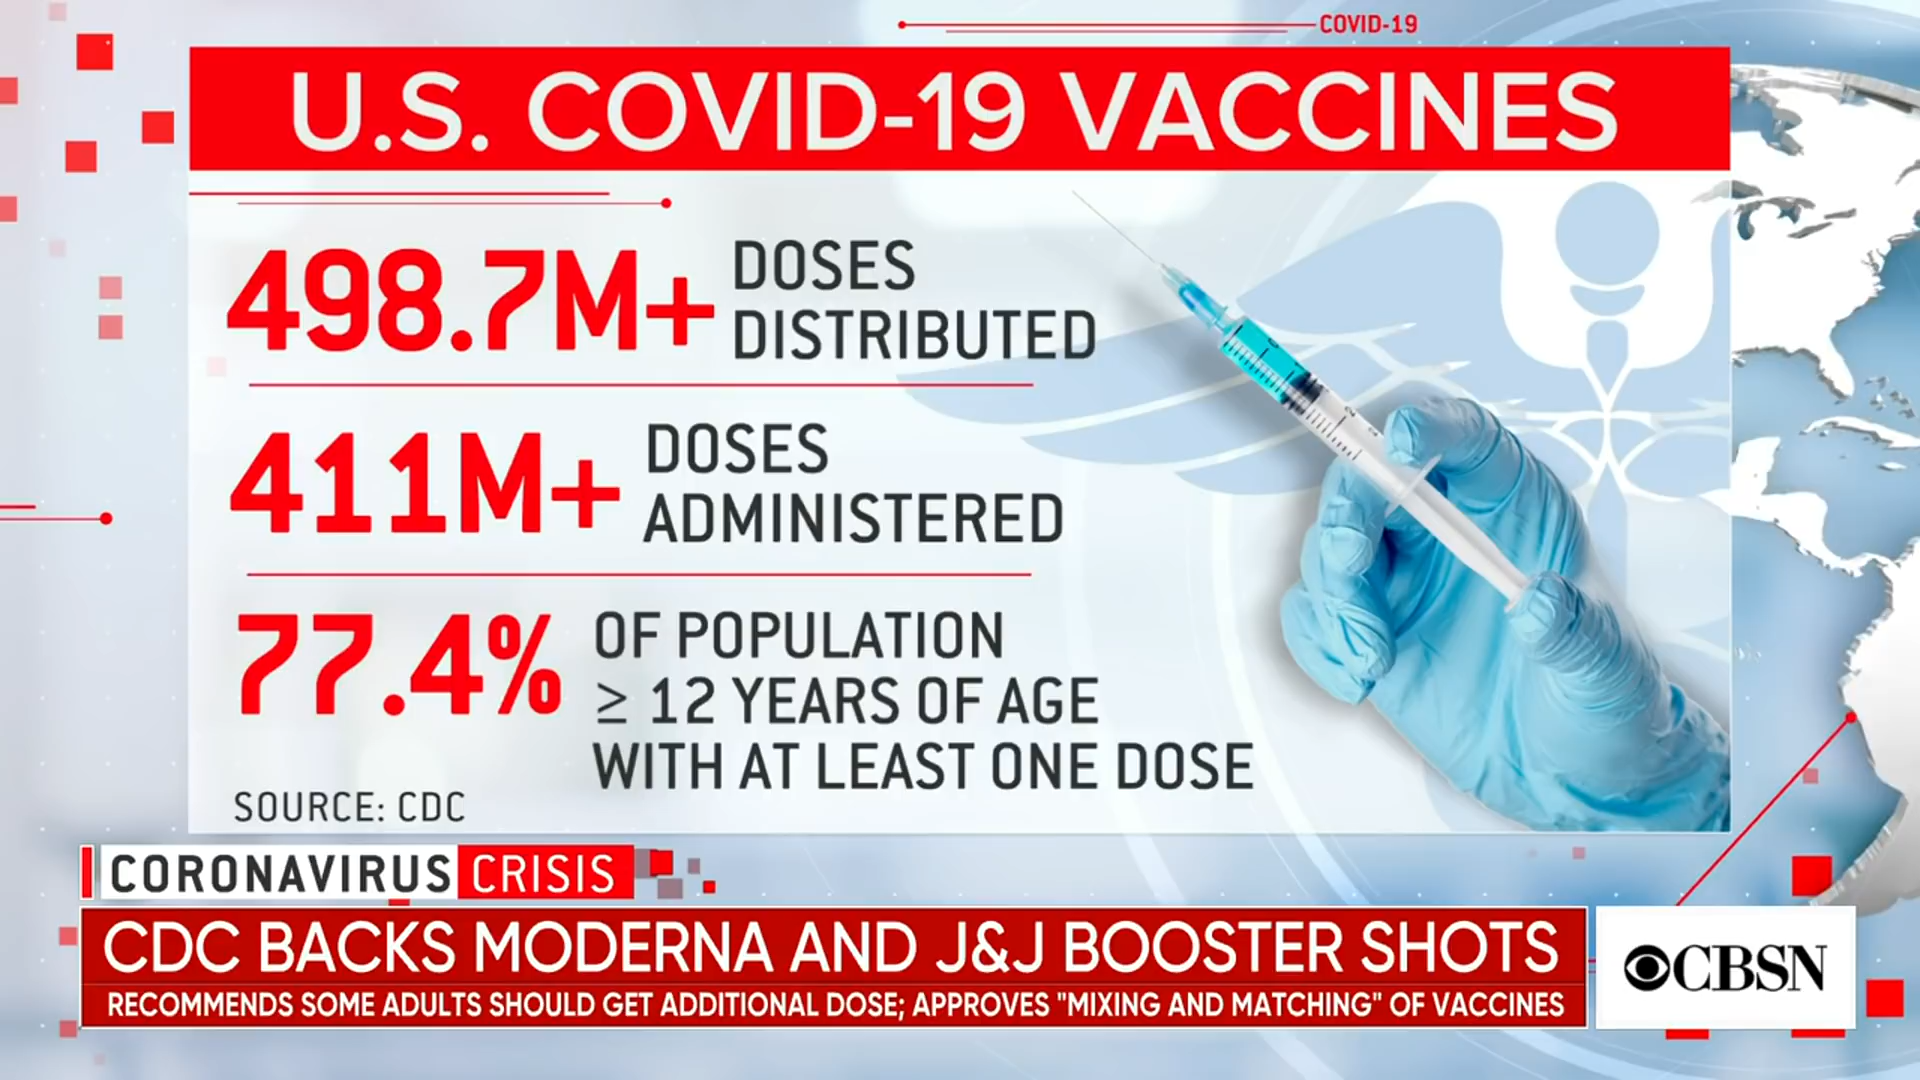 COVID-19
U.S. COVID-19 VACCINES
498.7M+ DOSES
DISTRIBUTED
411M+ DOSES
ADMINISTERED
77.4% OF POPULATION
≥ 12 YEARS OF AGE
WITH AT LEAST ONE DOSE
SOURCE: CDC
CORONAVIRUS CRISIS
CDC BACKS MODERNA AND J&J BOOSTER SHOTS
RECOMMENDS SOME ADULTS SHOULD GET ADDITIONAL DOSE; APPROVES "MIXING AND MATCHING" OF VACCINES
CBSN